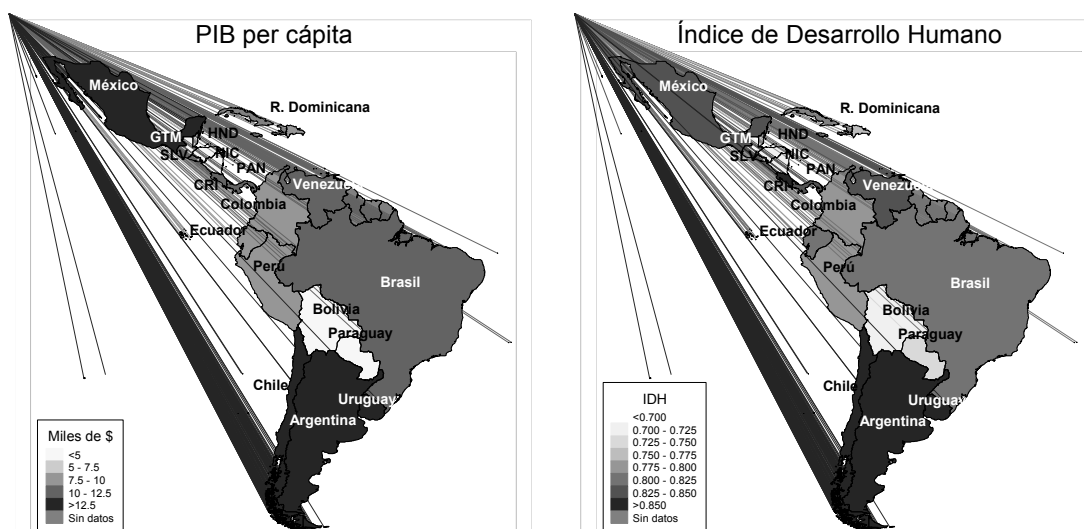 PIB per cápita
México
R. Dominicana
GTM
HND
SLV
NIC
PAN
CRI
Venezuel
Colombia
Ecuador
Perú
Brasil
Bolivia
Paraguay
Chile
Uruguay
Argentina
Miles de $
<5
5 - 7.5
7.5 - 10
10 - 12.5
>12.5
Sin datos
Índice de Desarrollo Humano
México
R. Dominicana
GTM
HND
SLV
NIC
PAN
CRI
Venezuela
Colombia
Ecuador
Perú
Brasil
Bolivia
Paraguay
Chile
Uruguay
Argentina
IDH
<0.700
0.700 - 0.725
0.725 - 0.750
0.750 - 0.775
0.775 - 0.800
0.800 - 0.825
0.825 - 0.850
>0.850
Sin datos